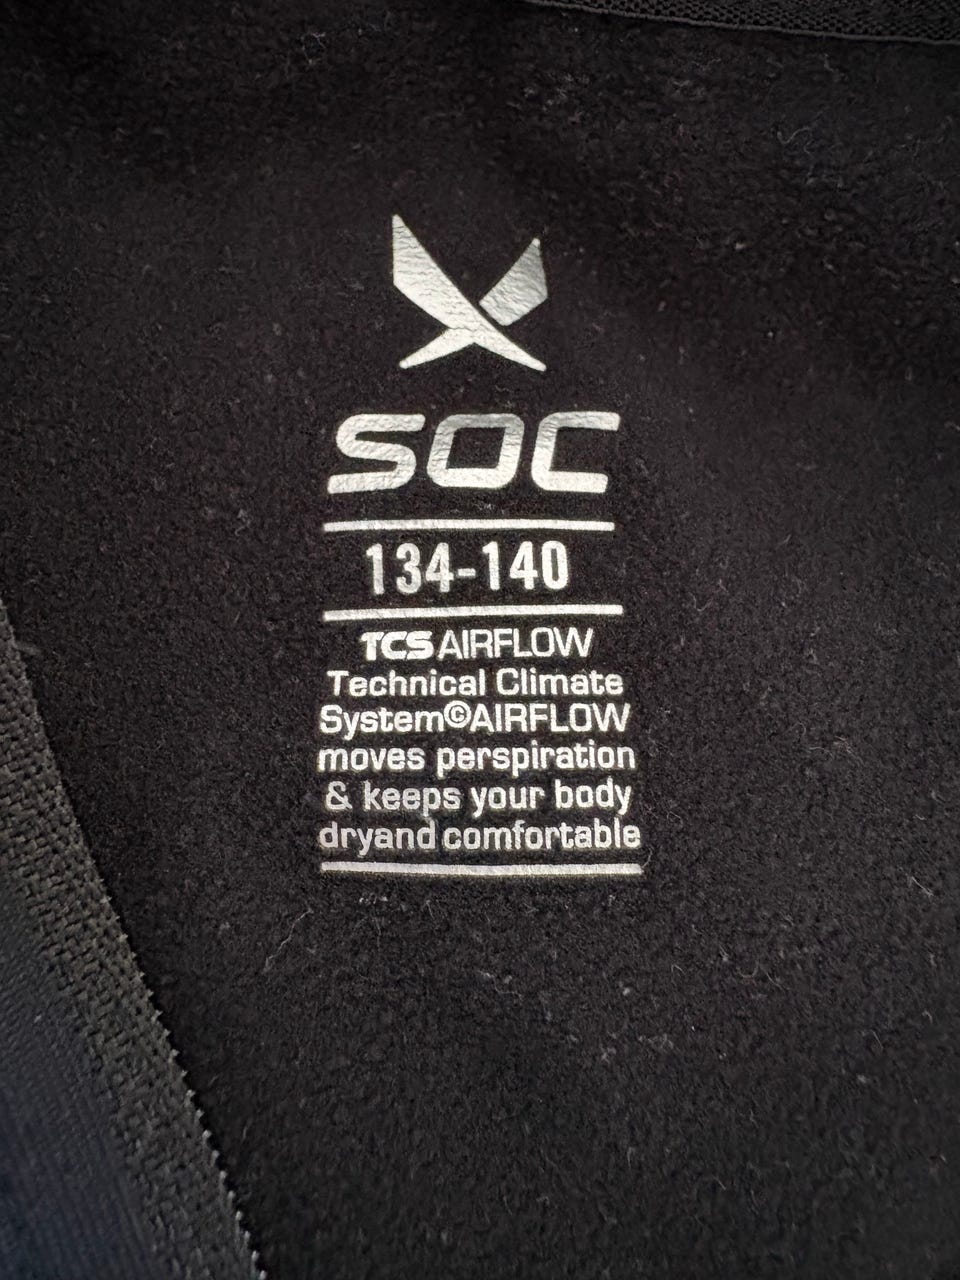 SOC
134-140
TCS AIRFLOW
Technical Climate
System©AIRFLOW
moves perspiration
& keeps your body
dryand comfortable